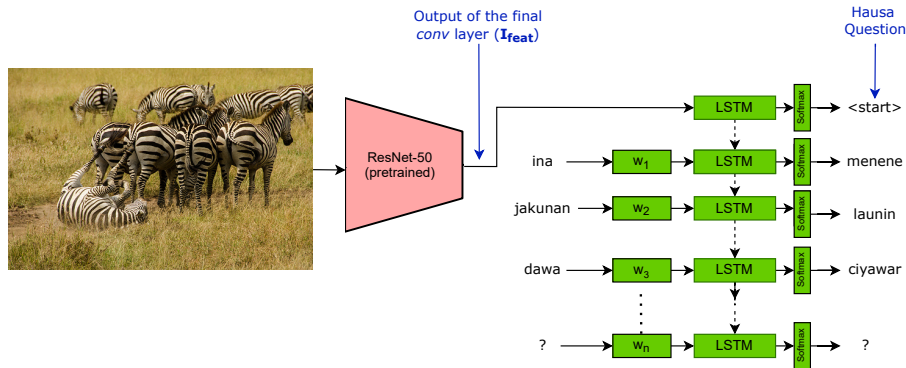 Output of the final
conv layer (I_feat)
Hausa
Question
ResNet-50
(pretrained)
LSTM
Softmax
<start>
ina
w₁
LSTM
Softmax
menene
jakunan
w₂
LSTM
Softmax
launin
dawa
w₃
LSTM
Softmax
ciyawar
?
wₙ
LSTM
Softmax
?